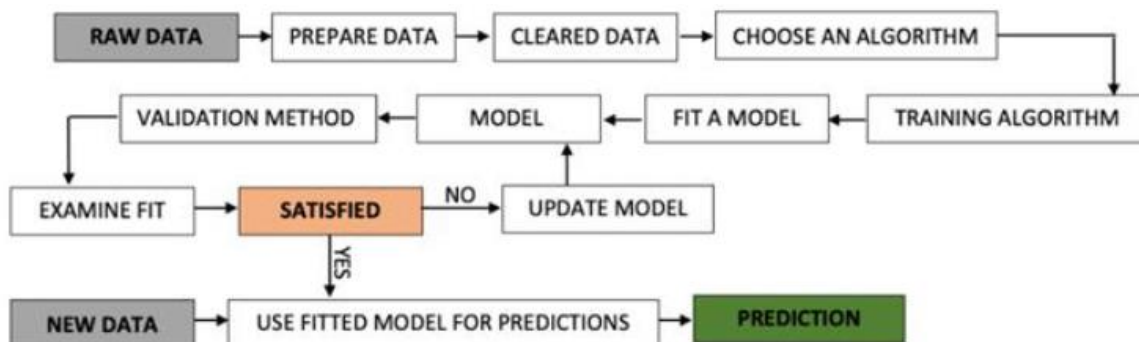 RAW DATA
PREPARE DATA
CLEARED DATA
CHOOSE AN ALGORITHM
TRAINING ALGORITHM
FIT A MODEL
MODEL
VALIDATION METHOD
EXAMINE FIT
SATISFIED
NO
UPDATE MODEL
YES
NEW DATA
USE FITTED MODEL FOR PREDICTIONS
PREDICTION